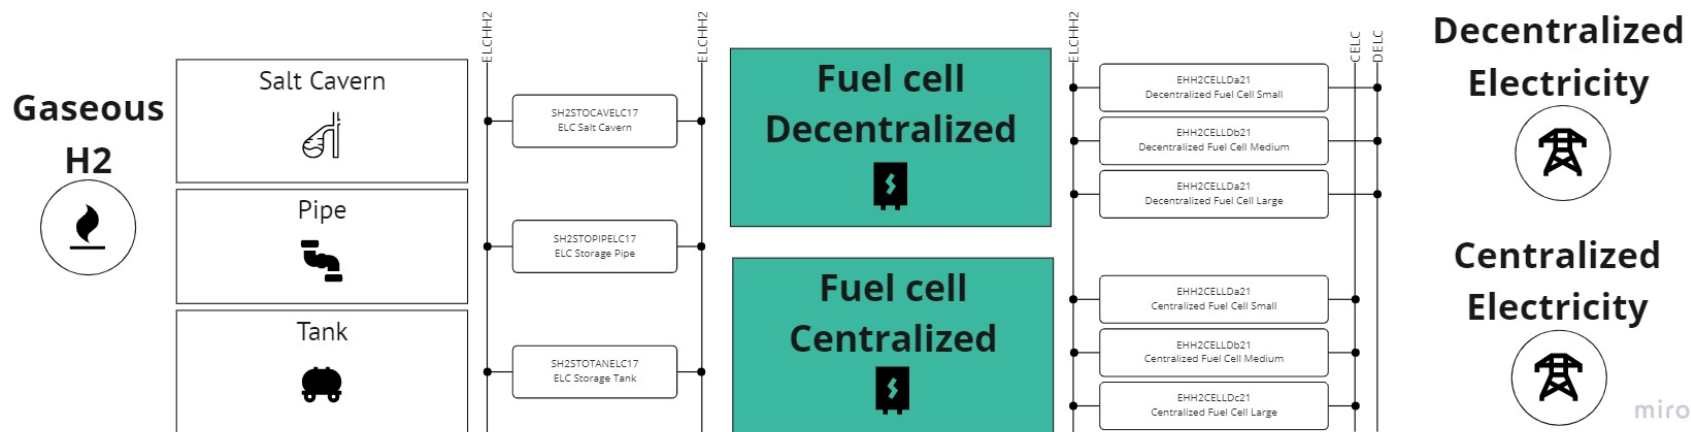 Gaseous
H2
Salt Cavern
Pipe
Tank
ELCHH2
SH2STOCAVELC17
ELC Salt Cavern
SH2STOPIPELC17
ELC Storage Pipe
SH2STOTANELC17
ELC Storage Tank
ELCHH2
Fuel cell
Decentralized
Fuel cell
Centralized
ELCHH2
EHH2CELLDa21
Decentralized Fuel Cell Small
EHH2CELLDb21
Decentralized Fuel Cell Medium
EHH2CELLDa21
Decentralized Fuel Cell Large
EHH2CELLDa21
Centralized Fuel Cell Small
EHH2CELLDb21
Centralized Fuel Cell Medium
EHH2CELLDc21
Centralized Fuel Cell Large
CELC
DELC
Decentralized
Electricity
Centralized
Electricity
miro